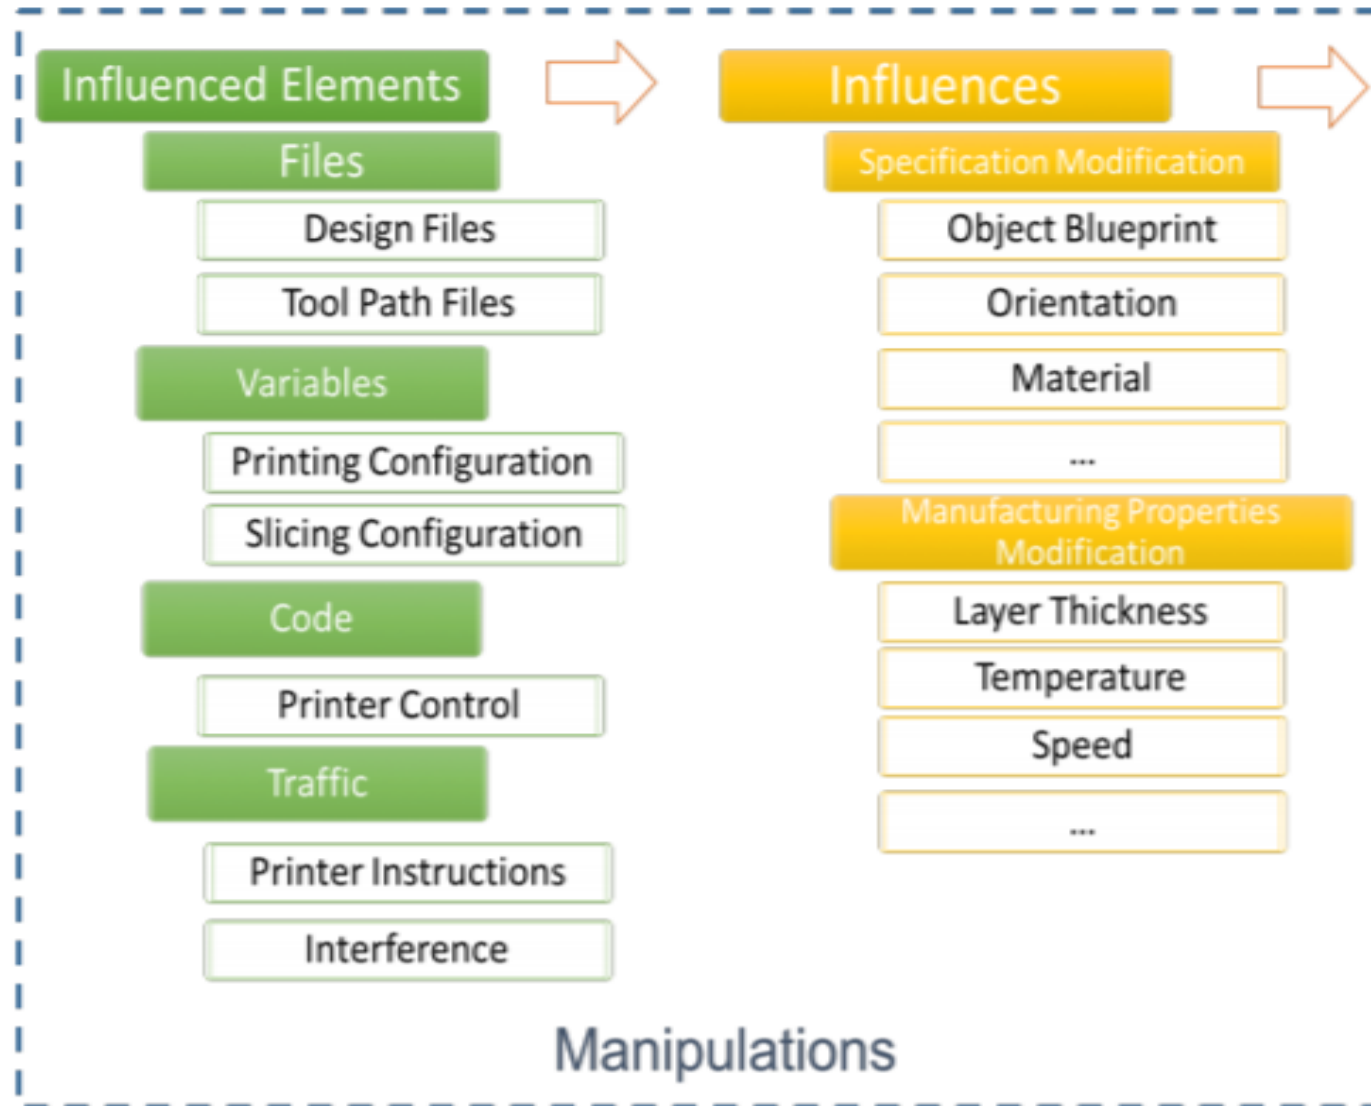 Influenced Elements
Files
Design Files
Tool Path Files
Variables
Printing Configuration
Slicing Configuration
Code
Printer Control
Traffic
Printer Instructions
Interference
Influences
Specification Modification
Object Blueprint
Orientation
Material
...
Manufacturing Properties
Modification
Layer Thickness
Temperature
Speed
...
Manipulations